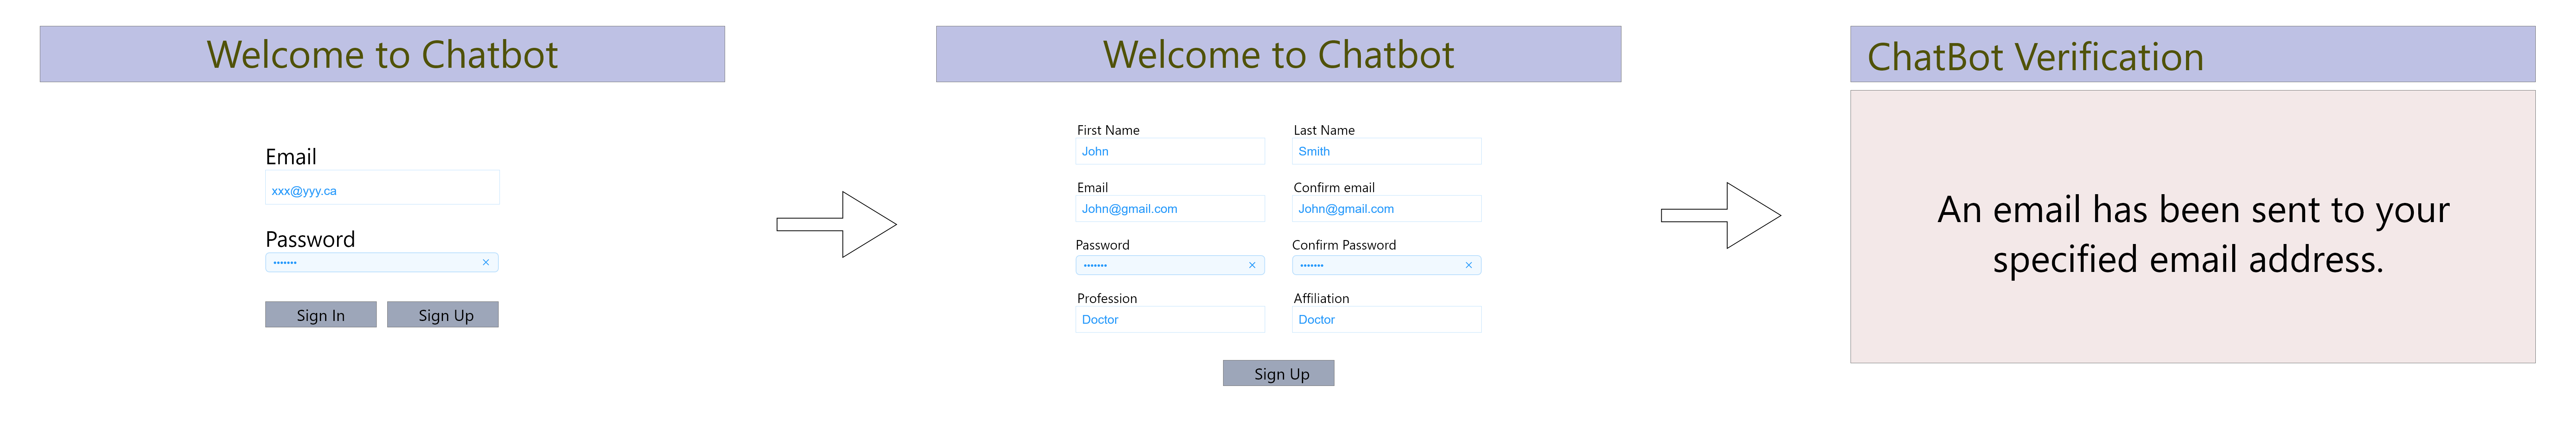 Welcome to Chatbot
Email
xxx@yyy.ca
Password
•••••••
Sign In Sign Up
Welcome to Chatbot
First Name Last Name
John Smith
Email Confirm email
John@gmail.com John@gmail.com
Password Confirm Password
••••••• •••••••
Profession Affiliation
Doctor Doctor
Sign Up
ChatBot Verification
An email has been sent to your
specified email address.